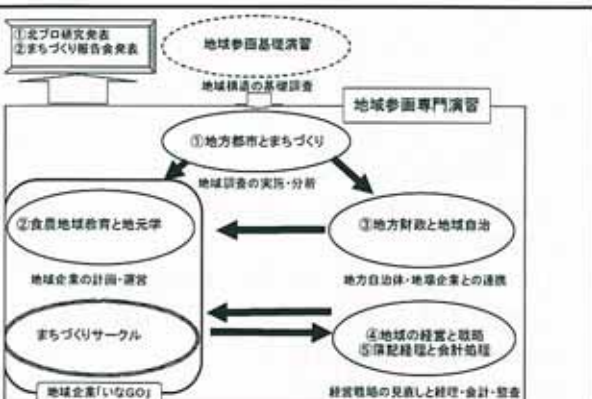 ①北プロ研究発表
②まちづくり報告会発表
地域参画基礎演習
地域構造の基礎調査
地域参画専門演習
①地方都市とまちづくり
地域調査の実施・分析
②食農地域教育と地元学
③地方財政と地域自治
地域企業の計画・運営
地方自治体・地場企業との連携
まちづくりサークル
④地域の経営と戦略
⑤簿記経理と会計処理
地域企業「いなGO」
経営戦略の見直しと経理・会計・監査